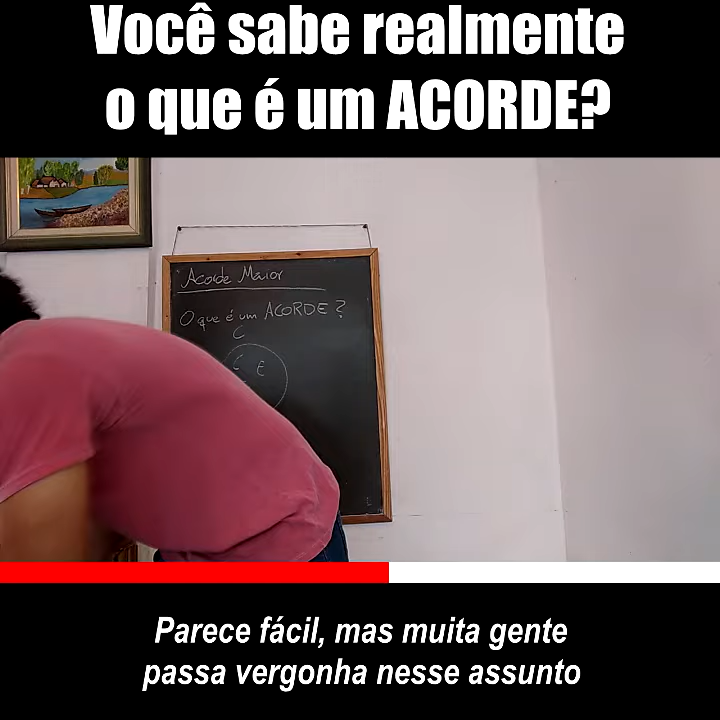 Você sabe realmente
o que é um ACORDE?
Acorde Maior
O que é um ACORDE?
C
C E
Parece fácil, mas muita gente
passa vergonha nesse assunto